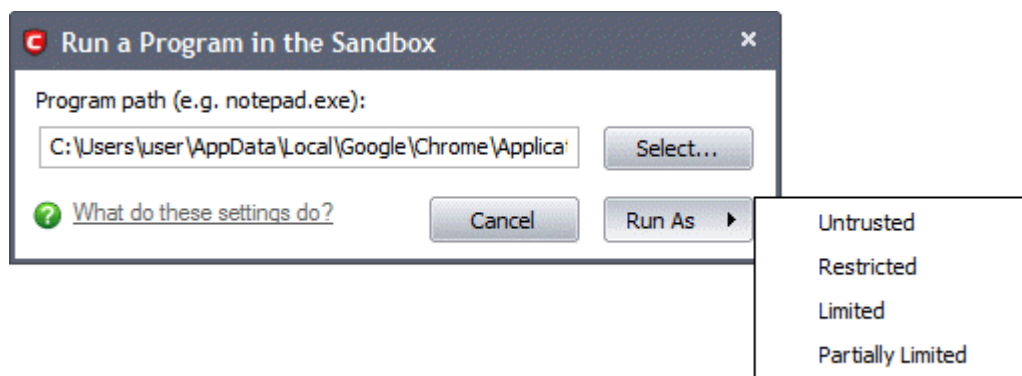 Run a Program in the Sandbox
Program path (e.g. notepad.exe):
C:\Users\user\AppData\Local\Google\Chrome\Applicat
Select...
What do these settings do?
Cancel
Run As
Untrusted
Restricted
Limited
Partially Limited